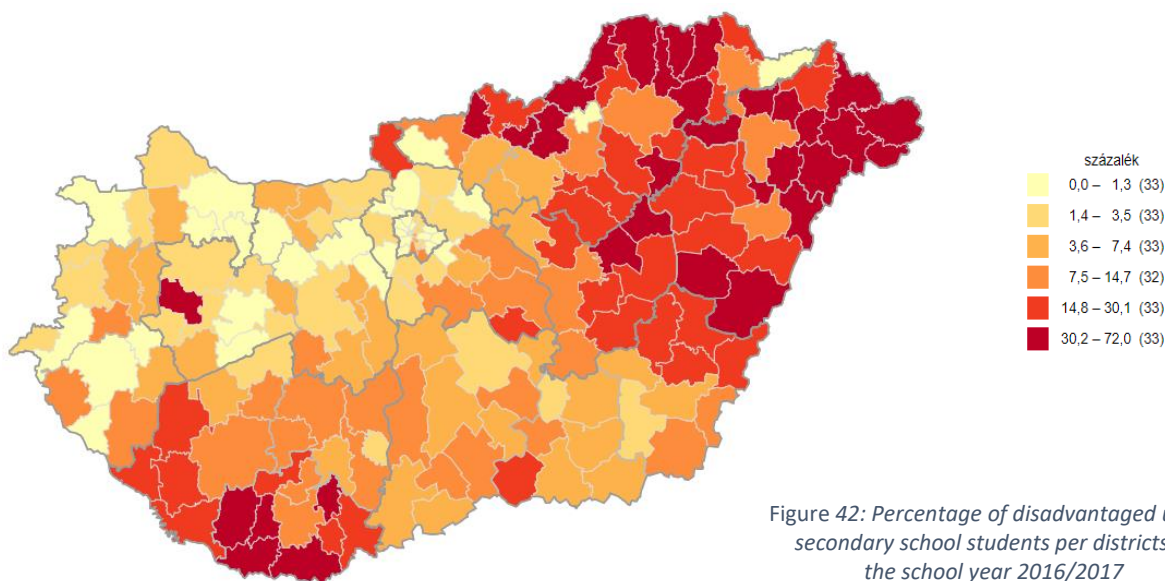 százalék
0,0 – 1,3 (33)
1,4 – 3,5 (33)
3,6 – 7,4 (33)
7,5 – 14,7 (32)
14,8 – 30,1 (33)
30,2 – 72,0 (33)
Figure 42: Percentage of disadvantaged
secondary school students per districts
the school year 2016/2017